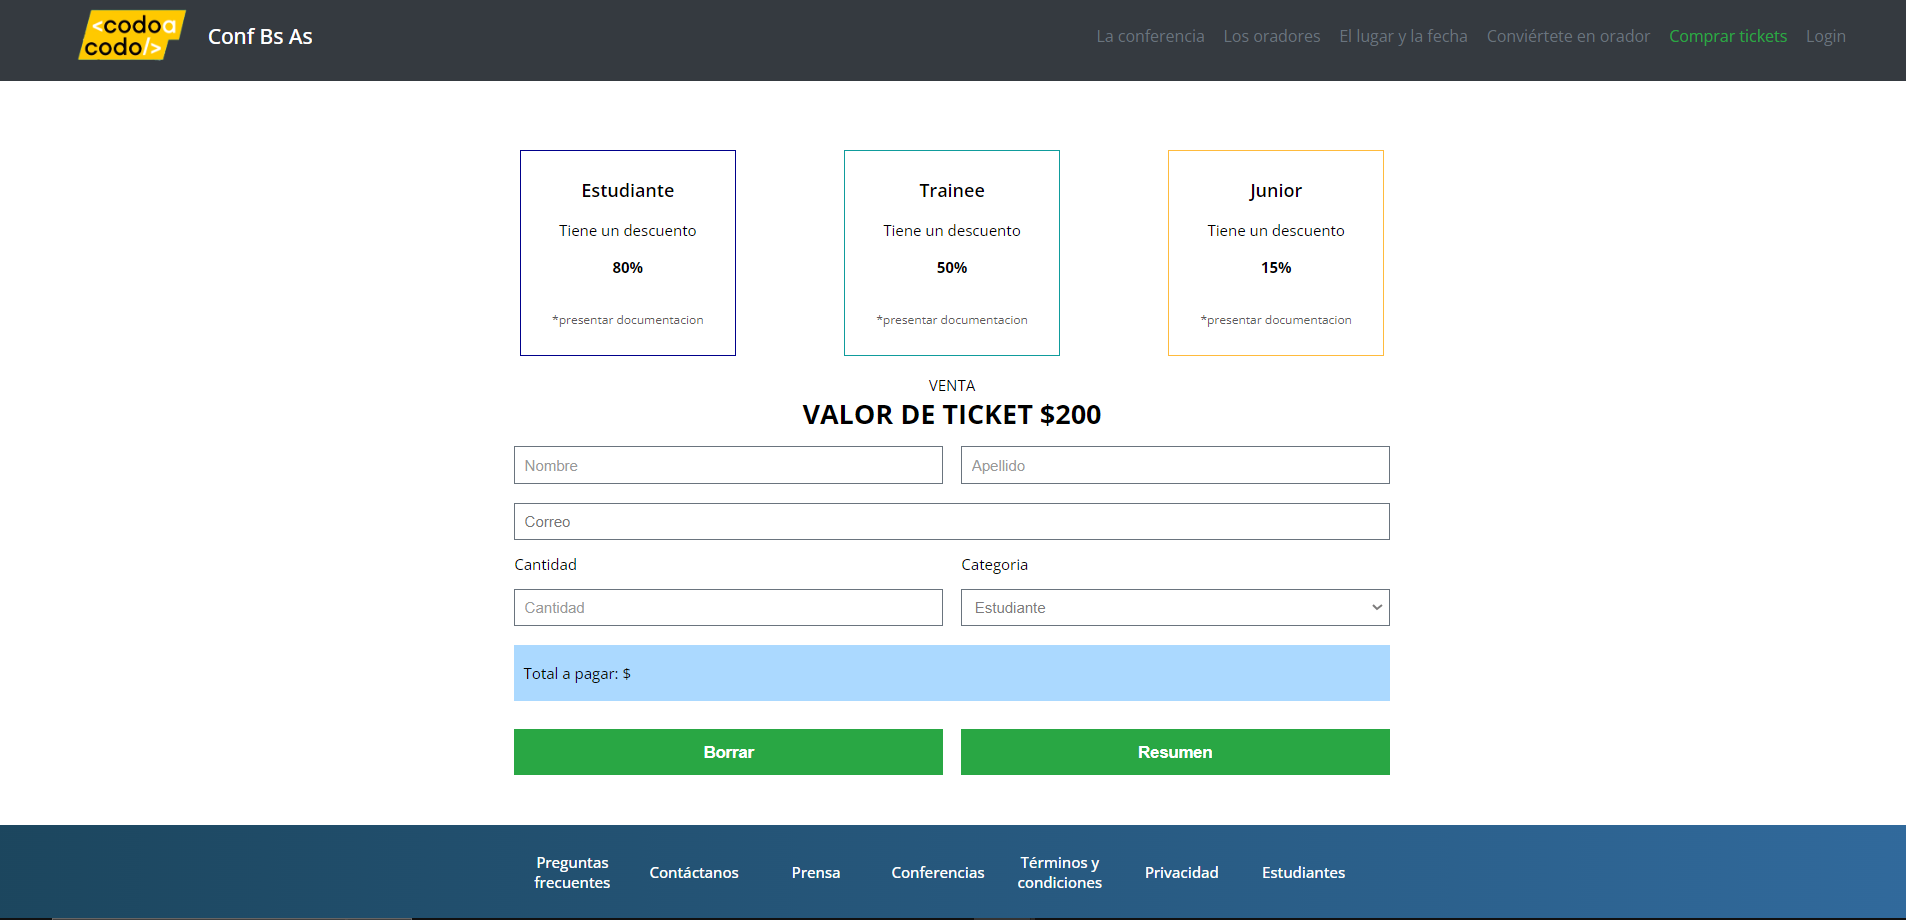 <codo a
codo/>
Conf Bs As
La conferencia Los oradores El lugar y la fecha Conviértete en orador Comprar tickets Login
Estudiante
Tiene un descuento
80%
*presentar documentacion
Trainee
Tiene un descuento
50%
*presentar documentacion
Junior
Tiene un descuento
15%
*presentar documentacion
VENTA
VALOR DE TICKET $200
Nombre
Apellido
Correo
Cantidad
Categoria
Cantidad
Estudiante
Total a pagar: $
Borrar
Resumen
Preguntas
frecuentes
Contáctanos
Prensa
Conferencias
Términos y
condiciones
Privacidad
Estudiantes